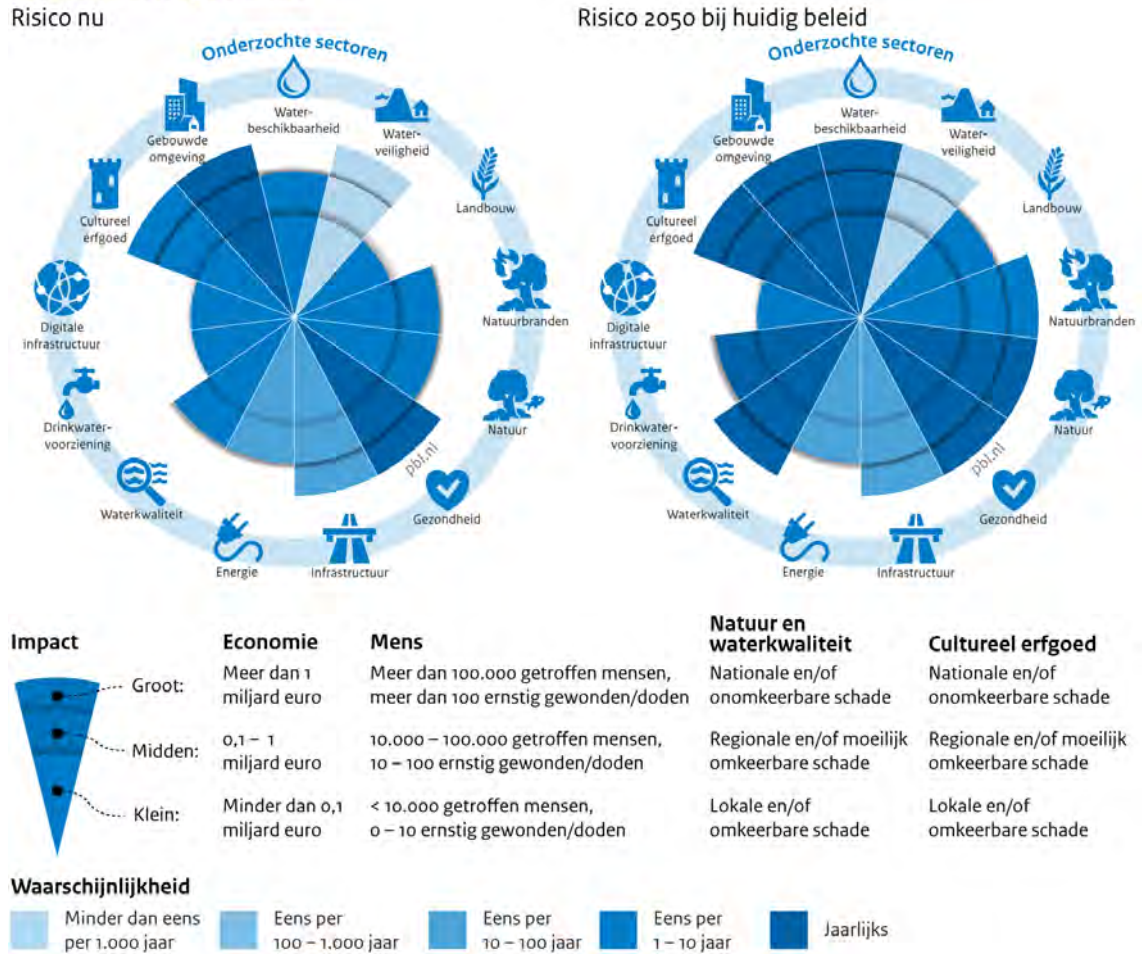 Risico nu
Onderzochte sectoren
Water-
beschikbaarheid
Water-
veiligheid
Landbouw
Natuurbranden
Natuur
Gezondheid
Infrastructuur
Energie
Waterkwaliteit
Drinkwater-
voorziening
Digitale
infrastructuur
Cultureel
erfgoed
Gebouwde
omgeving
pbl.nl
Risico 2050 bij huidig beleid
Onderzochte sectoren
Water-
beschikbaarheid
Water-
veiligheid
Landbouw
Natuurbranden
Natuur
Gezondheid
Infrastructuur
Energie
Waterkwaliteit
Drinkwater-
voorziening
Digitale
infrastructuur
Cultureel
erfgoed
Gebouwde
omgeving
pbl.nl
Impact
Economie
Mens
Natuur en
waterkwaliteit
Cultureel erfgoed
Groot:
Meer dan 1
miljard euro
Meer dan 100.000 getroffen mensen,
meer dan 100 ernstig gewonden/doden
Nationale en/of
onomkeerbare schade
Nationale en/of
onomkeerbare schade
Midden:
0,1 – 1
miljard euro
10.000 – 100.000 getroffen mensen,
10 – 100 ernstig gewonden/doden
Regionale en/of moeilijk
omkeerbare schade
Regionale en/of moeilijk
omkeerbare schade
Klein:
Minder dan 0,1
miljard euro
< 10.000 getroffen mensen,
0 – 10 ernstig gewonden/doden
Lokale en/of
omkeerbare schade
Lokale en/of
omkeerbare schade
Waarschijnlijkheid
Minder dan eens
per 1.000 jaar
Eens per
100 – 1.000 jaar
Eens per
10 – 100 jaar
Eens per
1 – 10 jaar
Jaarlijks